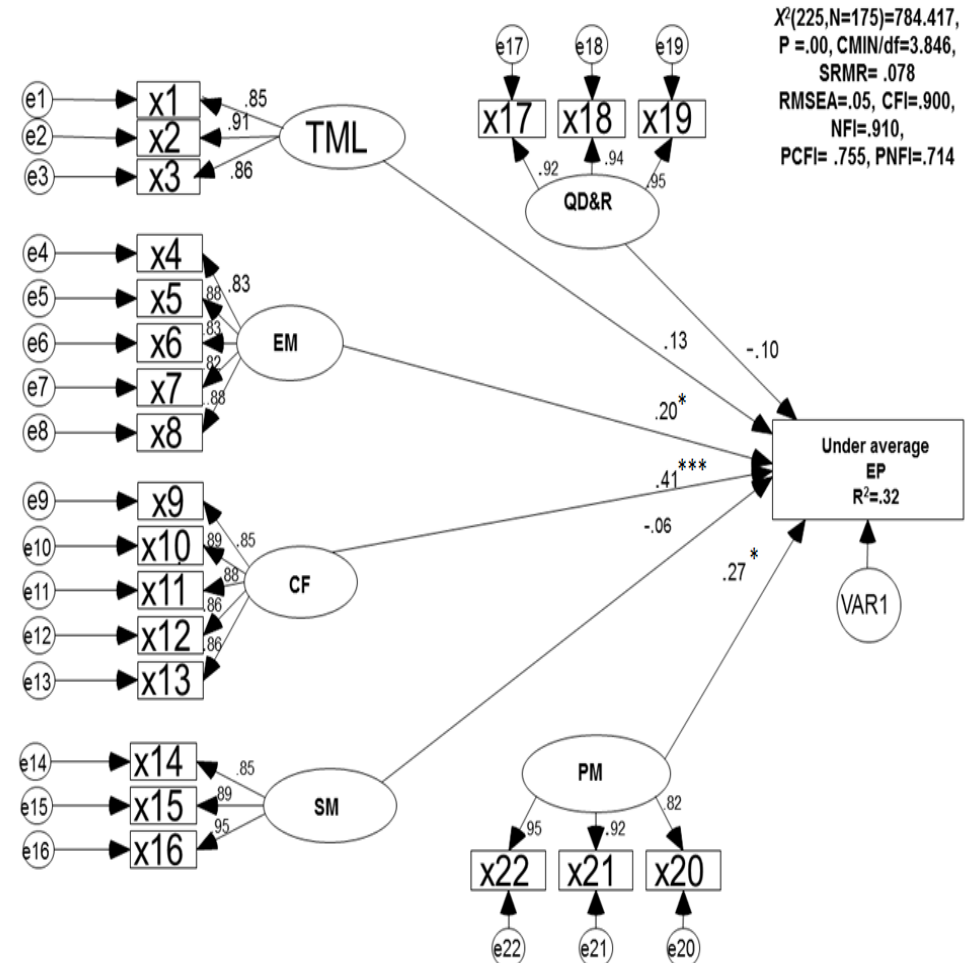 X²(225,N=175)=784.417,
P =.00, CMIN/df=3.846,
SRMR= .078
RMSEA=.05, CFI=.900,
NFI=.910,
PCFI= .755, PNFI=.714
e17
e18
e19
x17
x18
x19
.92
.94
.95
QD&R
e1
x1
.85
e2
x2
.91
e3
x3
.86
TML
e4
x4
.83
e5
x5
.88
e6
x6
.83
e7
x7
.82
e8
x8
.88
EM
.13
-.10
.20*
.41***
-.06
.27*
Under average
EP
R²=.32
VAR1
e9
x9
.85
e10
x10
.89
e11
x11
.88
e12
x12
.86
e13
x13
.86
CF
e14
x14
.85
e15
x15
.89
e16
x16
.95
SM
PM
.95
.92
.82
x22
x21
x20
e22
e21
e20